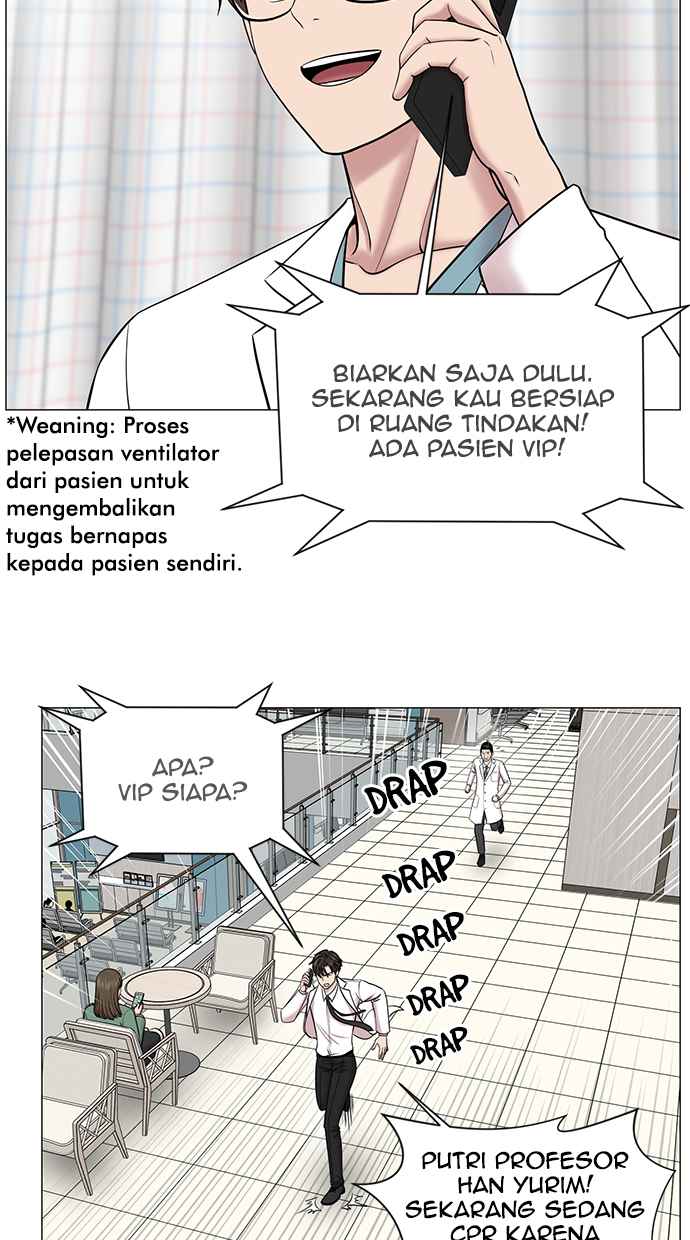 BIARKAN SAJA DULU.
SEKARANG KAU BERSIAP
DI RUANG TINDAKAN!
ADA PASIEN VIP!
*Weaning: Proses
pelepasan ventilator
dari pasien untuk
mengembalikan
tugas bernapas
kepada pasien sendiri.
APA?
VIP SIAPA?
DRAP
DRAP
DRAP
DRAP
DRAP
PUTRI PROFESOR
HAN YURIM!
SEKARANG SEDANG
CPR KARENA